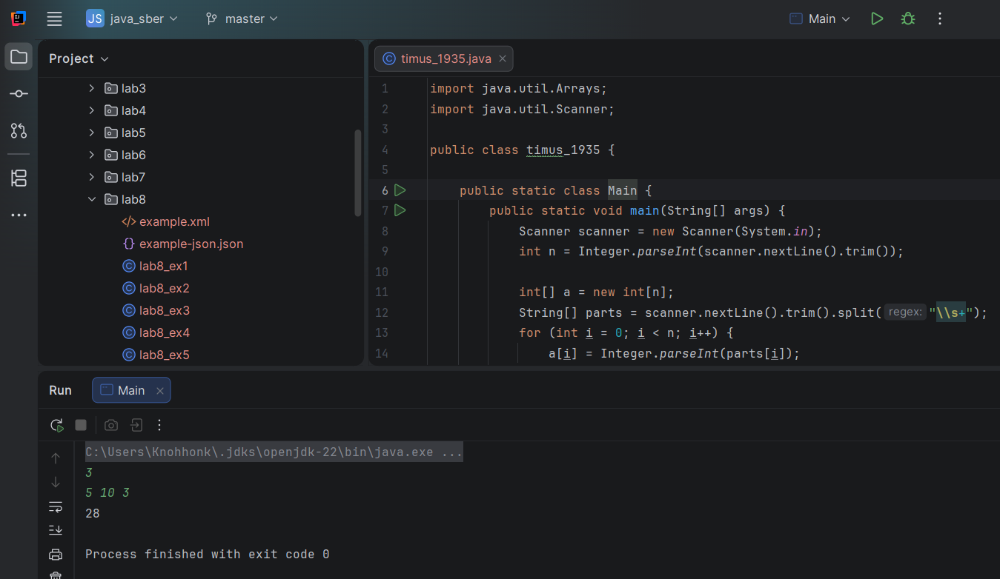 JS java_sber master Main
Project
lab3
lab4
lab5
lab6
lab7
lab8
</> example.xml
{} example-json.json
C lab8_ex1
C lab8_ex2
C lab8_ex3
C lab8_ex4
C lab8_ex5
C timus_1935.java
1 import java.util.Arrays;
2 import java.util.Scanner;
3
4 public class timus_1935 {
5
6 public static class Main {
7 public static void main(String[] args) {
8 Scanner scanner = new Scanner(System.in);
9 int n = Integer.parseInt(scanner.nextLine().trim());
10
11 int[] a = new int[n];
12 String[] parts = scanner.nextLine().trim().split( regex: "\\s+");
13 for (int i = 0; i < n; i++) {
14 a[i] = Integer.parseInt(parts[i]);
Run Main
C:\Users\Knohhonk\.jdks\openjdk-22\bin\java.exe ...
3
5 10 3
28
Process finished with exit code 0